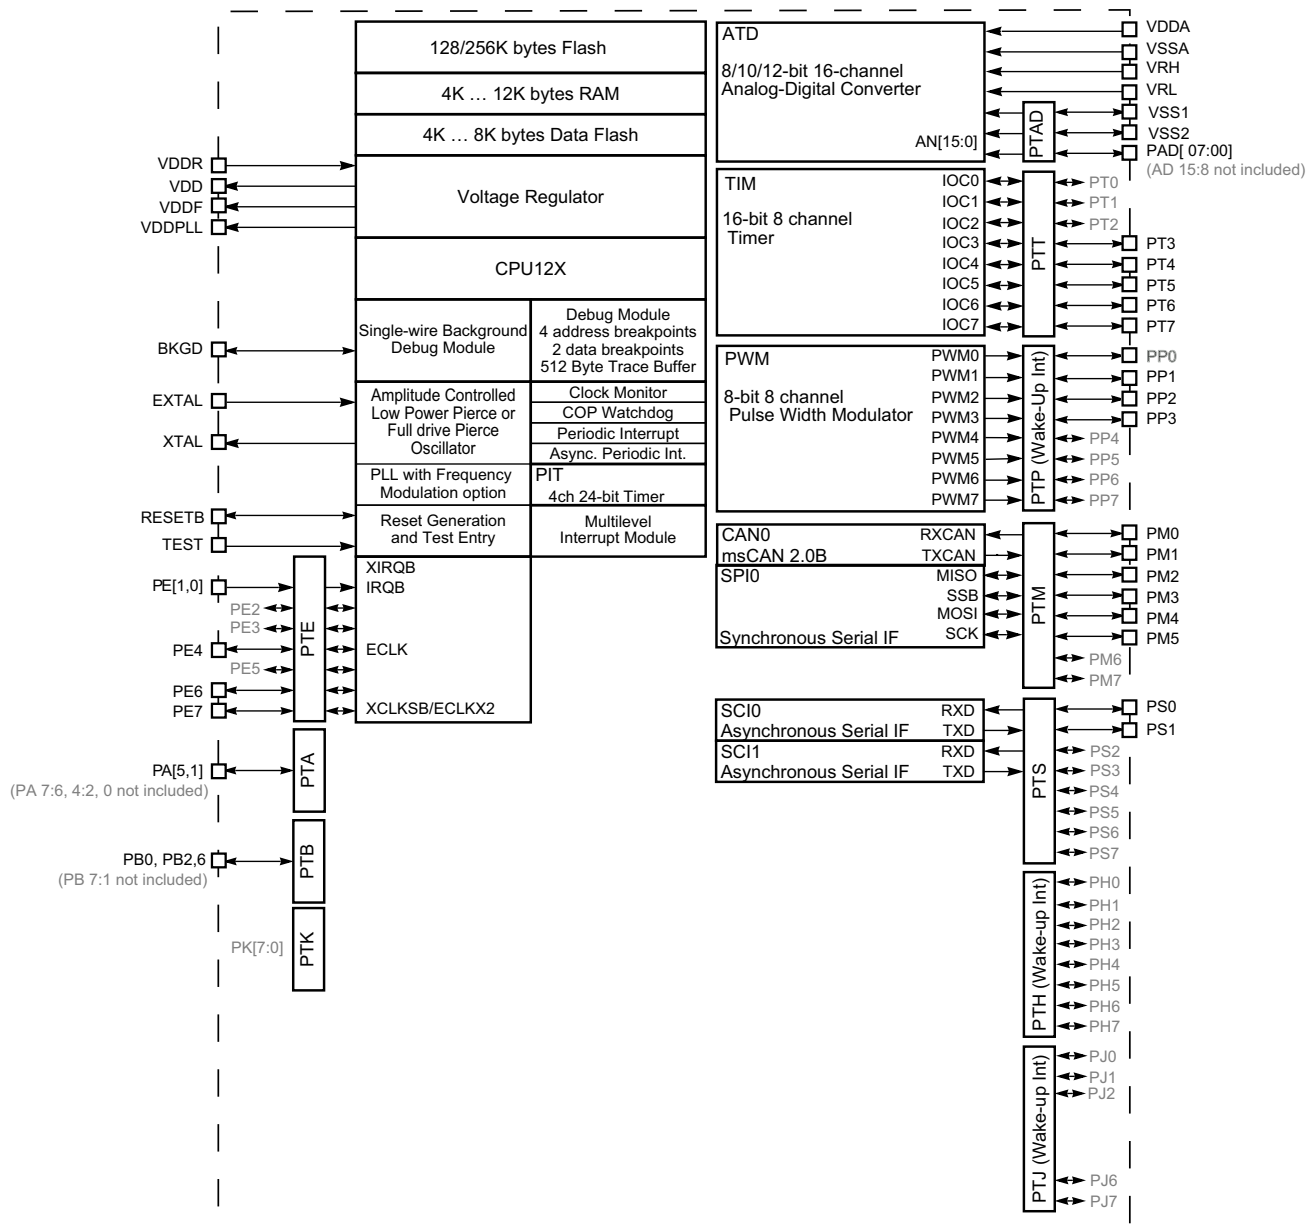 128/256K bytes Flash
4K … 12K bytes RAM
4K … 8K bytes Data Flash
Voltage Regulator
CPU12X
Single-wire Background
Debug Module
Debug Module
4 address breakpoints
2 data breakpoints
512 Byte Trace Buffer
Amplitude Controlled
Low Power Pierce or
Full drive Pierce
Oscillator
Clock Monitor
COP Watchdog
Periodic Interrupt
Async. Periodic Int.
PLL with Frequency
Modulation option
PIT
4ch 24-bit Timer
Reset Generation
and Test Entry
Multilevel
Interrupt Module
XIRQB
IRQB
ECLK
XCLKSB/ECLKX2
VDDR
VDD
VDDF
VDDPLL
BKGD
EXTAL
XTAL
RESETB
TEST
PE[1,0]
PE2
PE3
PE4
PE5
PE6
PE7
PTE
PA[5,1]
(PA 7:6, 4:2, 0 not included)
PTA
PB0, PB2,6
(PB 7:1 not included)
PTB
PK[7:0]
PTK
ATD
8/10/12-bit 16-channel
Analog-Digital Converter
AN[15:0]
PTAD
VDDA
VSSA
VRH
VRL
VSS1
VSS2
PAD[ 07:00]
(AD 15:8 not included)
TIM
16-bit 8 channel
Timer
IOC0
IOC1
IOC2
IOC3
IOC4
IOC5
IOC6
IOC7
PTT
PT0
PT1
PT2
PT3
PT4
PT5
PT6
PT7
PWM
8-bit 8 channel
Pulse Width Modulator
PWM0
PWM1
PWM2
PWM3
PWM4
PWM5
PWM6
PWM7
PTP (Wake-Up Int)
PP0
PP1
PP2
PP3
PP4
PP5
PP6
PP7
CAN0
msCAN 2.0B
RXCAN
TXCAN
SPI0
Synchronous Serial IF
MISO
SSB
MOSI
SCK
PTM
PM0
PM1
PM2
PM3
PM4
PM5
PM6
PM7
SCI0
Asynchronous Serial IF
RXD
TXD
SCI1
Asynchronous Serial IF
RXD
TXD
PTS
PS0
PS1
PS2
PS3
PS4
PS5
PS6
PS7
PTH (Wake-up Int)
PH0
PH1
PH2
PH3
PH4
PH5
PH6
PH7
PTJ (Wake-up Int)
PJ0
PJ1
PJ2
PJ6
PJ7